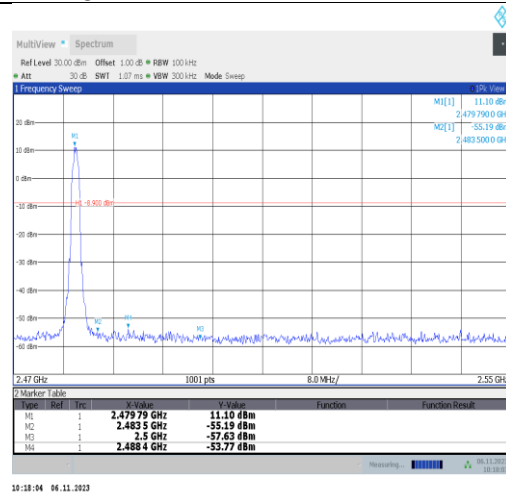 MultiView Spectrum
Ref Level 30.00 dBm Offset 1.00 dB RBW 100 kHz
Att 30 dB SWT 1.07 ms VBW 300 kHz Mode Sweep
1 Frequency Sweep 1Pk View
M1[1] 11.10 dBm
2.4797900 GHz
M2[1] -55.19 dBm
2.4835000 GHz
20 dBm
M1
10 dBm
0 dBm
H1 -8.900 dBm
-10 dBm
-20 dBm
-30 dBm
-40 dBm
-50 dBm
M2 M4 M3
-60 dBm
2.47 GHz 1001 pts 8.0 MHz/ 2.55 GHz
2 Marker Table
Type Ref Trc X-Value Y-Value Function Function Result
M1 1 2.479 79 GHz 11.10 dBm
M2 1 2.483 5 GHz -55.19 dBm
M3 1 2.5 GHz -57.63 dBm
M4 1 2.488 4 GHz -53.77 dBm
Measuring... 06.11.2023
10:18:04 06.11.2023